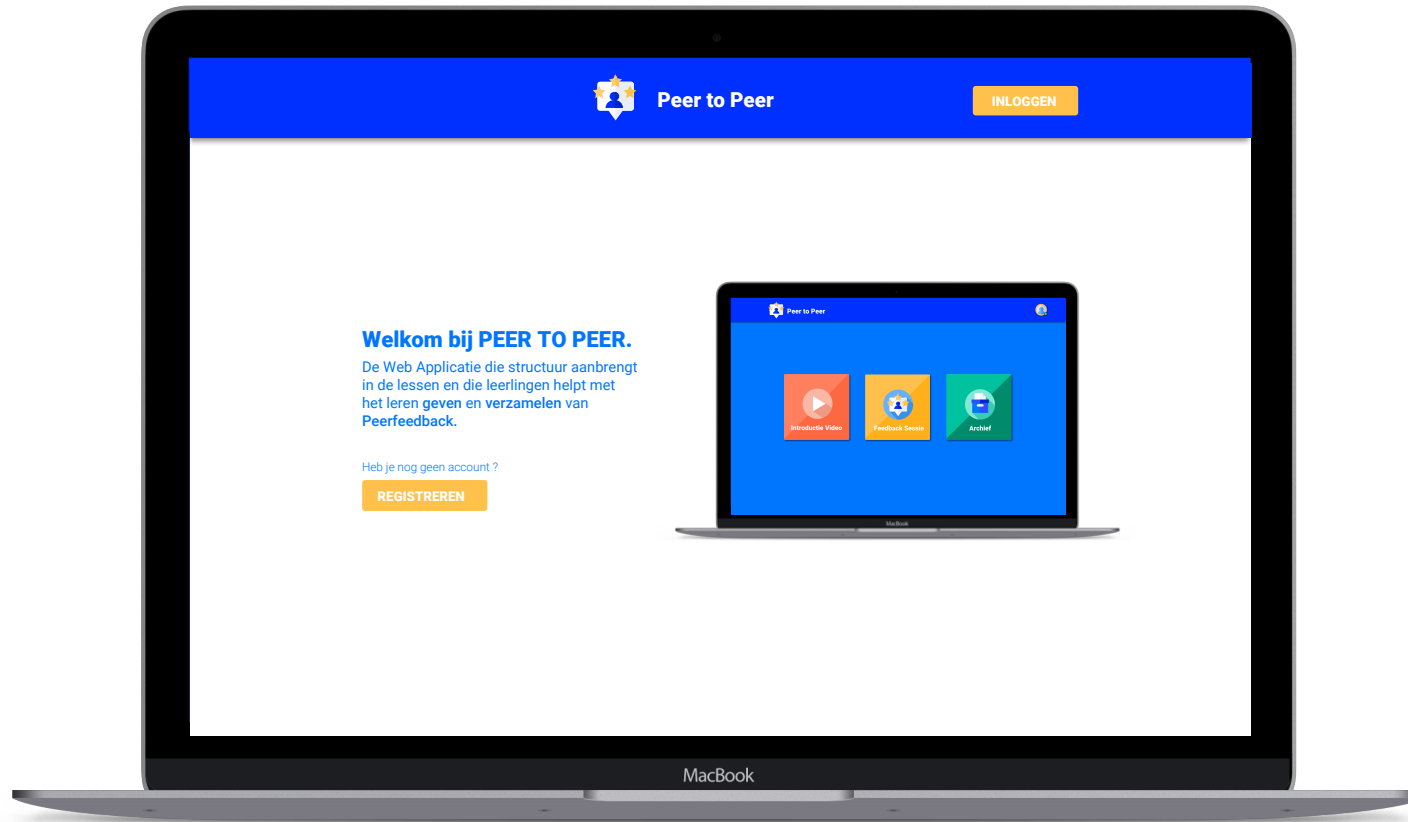 Peer to Peer
INLOGGEN
Welkom bij PEER TO PEER.
De Web Applicatie die structuur aanbrengt
in de lessen en die leerlingen helpt met
het leren geven en verzamelen van
Peerfeedback.
Heb je nog geen account ?
REGISTREREN
Peer to Peer
Introductie Video
Feedback Sessie
Archief
MacBook
MacBook